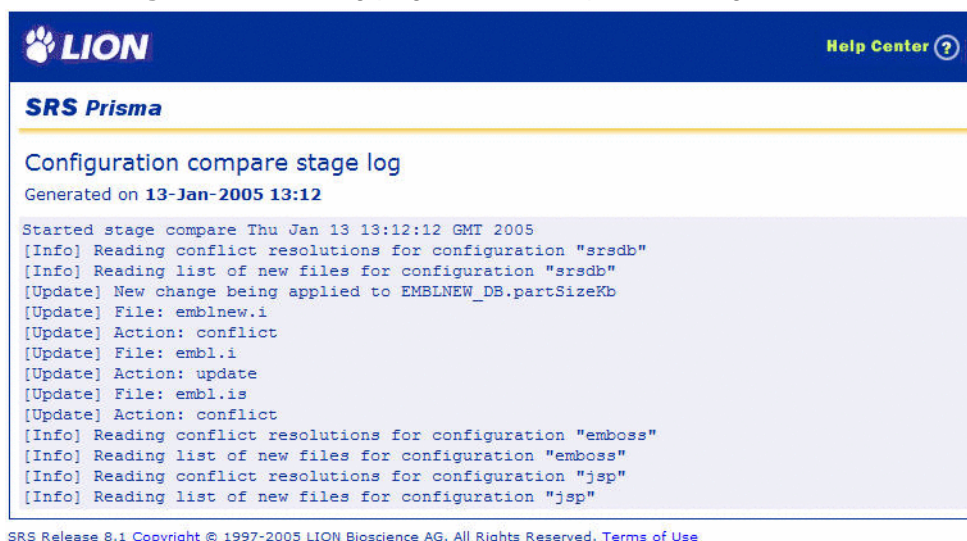 LION
Help Center ?
SRS Prisma
Configuration compare stage log
Generated on 13-Jan-2005 13:12
Started stage compare Thu Jan 13 13:12:12 GMT 2005
[Info] Reading conflict resolutions for configuration "srsdb"
[Info] Reading list of new files for configuration "srsdb"
[Update] New change being applied to EMBLNEW_DB.partSizeKb
[Update] File: emblnew.i
[Update] Action: conflict
[Update] File: embl.i
[Update] Action: update
[Update] File: embl.is
[Update] Action: conflict
[Info] Reading conflict resolutions for configuration "emboss"
[Info] Reading list of new files for configuration "emboss"
[Info] Reading conflict resolutions for configuration "jsp"
[Info] Reading list of new files for configuration "jsp"
SRS Release 8.1 Copyright © 1997-2005 LION Bioscience AG. All Rights Reserved. Terms of Use